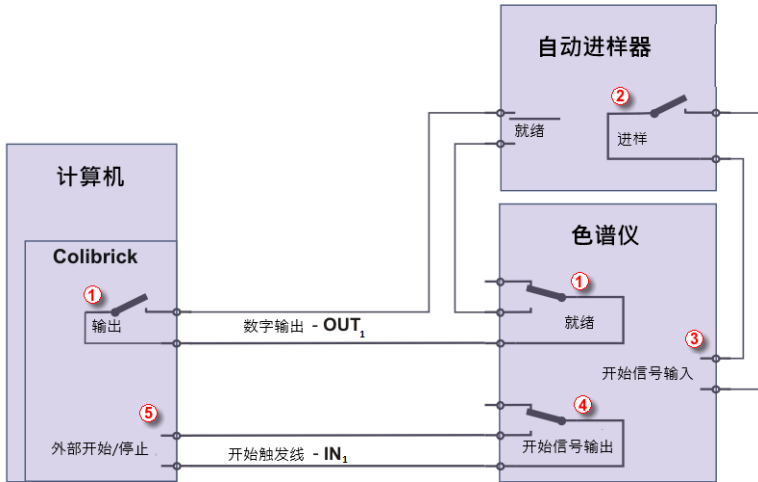 自动进样器
②
就绪
进样
计算机
色谱仪
Colibrick
①
输出
数字输出 - OUT1
①
就绪
③
开始信号输入
⑤
④
外部开始/停止
开始触发线 - IN1
开始信号输出